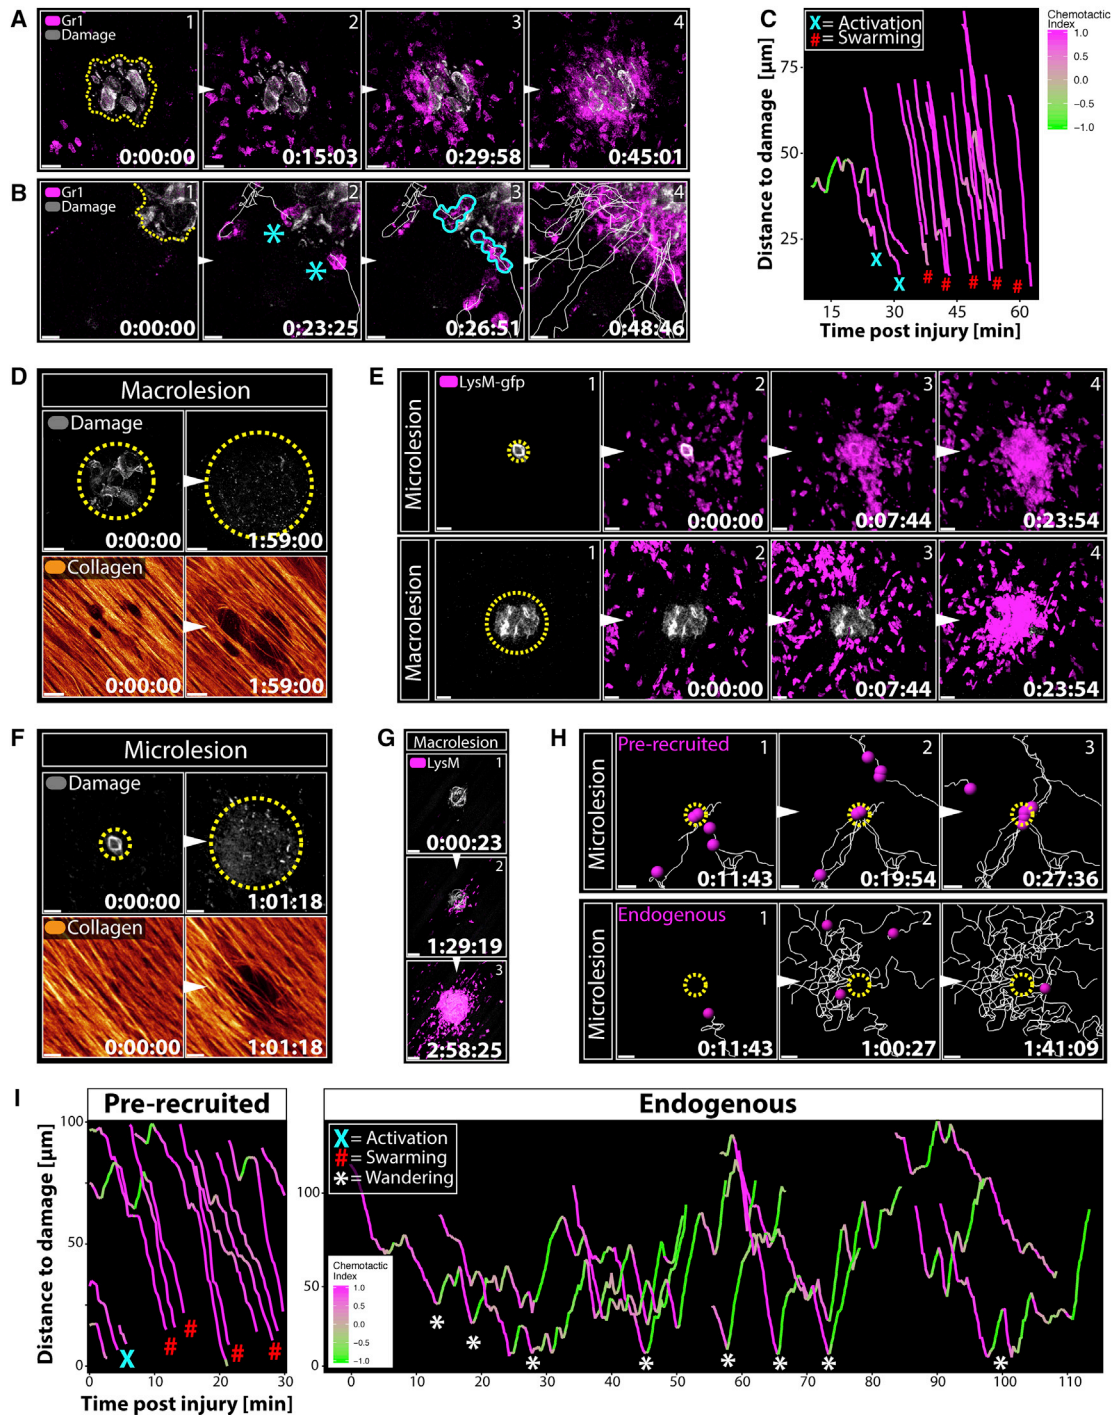 A
Gr1
Damage
1
2
3
4
0:00:00
0:15:03
0:29:58
0:45:01
B
Gr1
Damage
1
2
3
4
*
*
0:00:00
0:23:25
0:26:51
0:48:46
C
X = Activation
# = Swarming
Chemotactic
Index
1.0
0.5
0.0
−0.5
−1.0
Distance to damage [µm]
75
50
25
X
X
# # # # #
15 30 45 60
Time post injury [min]
D
Macrolesion
Damage
0:00:00
1:59:00
Collagen
0:00:00
1:59:00
E
Microlesion
LysM-gfp
1
2
3
4
0:00:00
0:07:44
0:23:54
Macrolesion
1
2
3
4
0:00:00
0:07:44
0:23:54
F
Microlesion
Damage
0:00:00
1:01:18
Collagen
0:00:00
1:01:18
G
Macrolesion
LysM
1
0:00:23
2
1:29:19
3
2:58:25
H
Microlesion
Pre-recruited
1
2
3
0:11:43
0:19:54
0:27:36
Microlesion
Endogenous
1
2
3
0:11:43
1:00:27
1:41:09
I
Pre-recruited
Distance to damage [µm]
100
50
0
X
# # # #
0 10 20 30
Time post injury [min]
Endogenous
X = Activation
# = Swarming
* = Wandering
100
50
0
Chemotactic
Index
1.0
0.5
0.0
−0.5
−1.0
* * * * * * * *
0 10 20 30 40 50 60 70 80 90 100 110